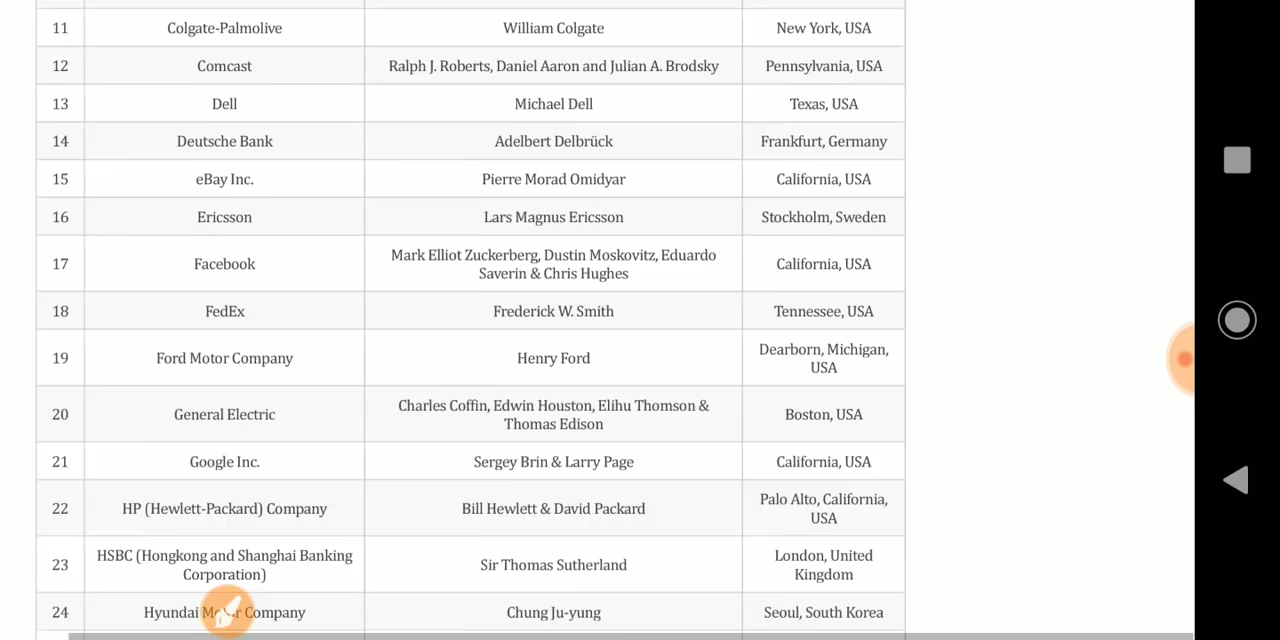 11 Colgate-Palmolive William Colgate New York, USA
12 Comcast Ralph J. Roberts, Daniel Aaron and Julian A. Brodsky Pennsylvania, USA
13 Dell Michael Dell Texas, USA
14 Deutsche Bank Adelbert Delbrück Frankfurt, Germany
15 eBay Inc. Pierre Morad Omidyar California, USA
16 Ericsson Lars Magnus Ericsson Stockholm, Sweden
17 Facebook Mark Elliot Zuckerberg, Dustin Moskovitz, Eduardo
Saverin & Chris Hughes California, USA
18 FedEx Frederick W. Smith Tennessee, USA
19 Ford Motor Company Henry Ford Dearborn, Michigan,
USA
20 General Electric Charles Coffin, Edwin Houston, Elihu Thomson &
Thomas Edison Boston, USA
21 Google Inc. Sergey Brin & Larry Page California, USA
22 HP (Hewlett-Packard) Company Bill Hewlett & David Packard Palo Alto, California,
USA
23 HSBC (Hongkong and Shanghai Banking
Corporation) Sir Thomas Sutherland London, United
Kingdom
24 Hyundai Company Chung Ju-yung Seoul, South Korea